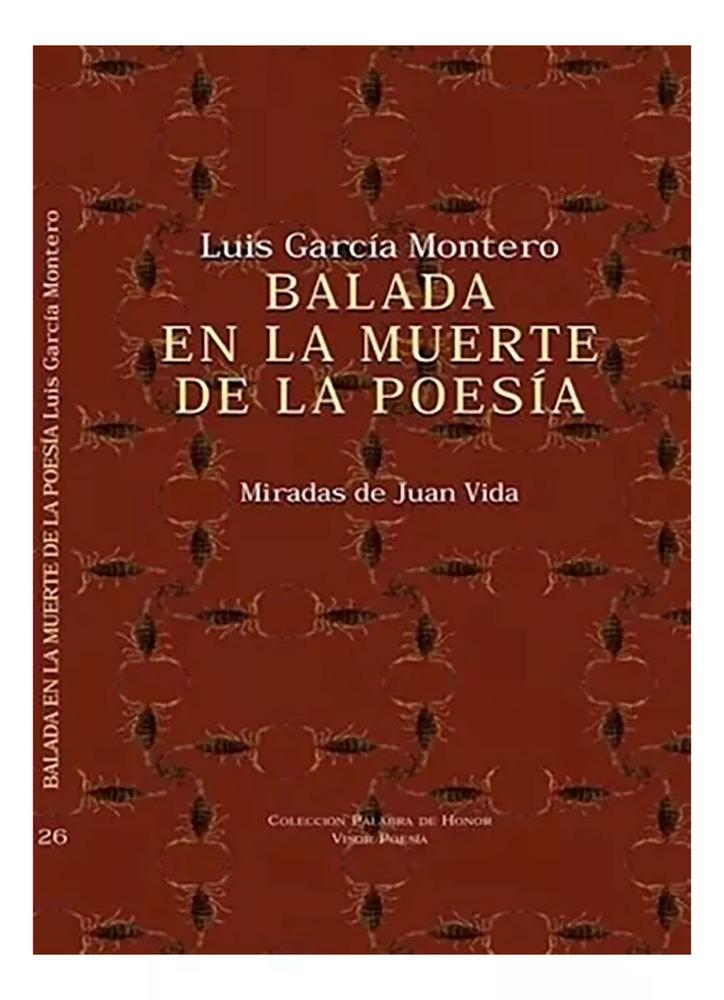 Luis García Montero
BALADA
EN LA MUERTE
DE LA POESÍA
Miradas de Juan Vida
COLECCIÓN PALABRA DE HONOR
VISOR POESÍA
BALADA EN LA MUERTE DE LA POESÍA Luis García Montero
26